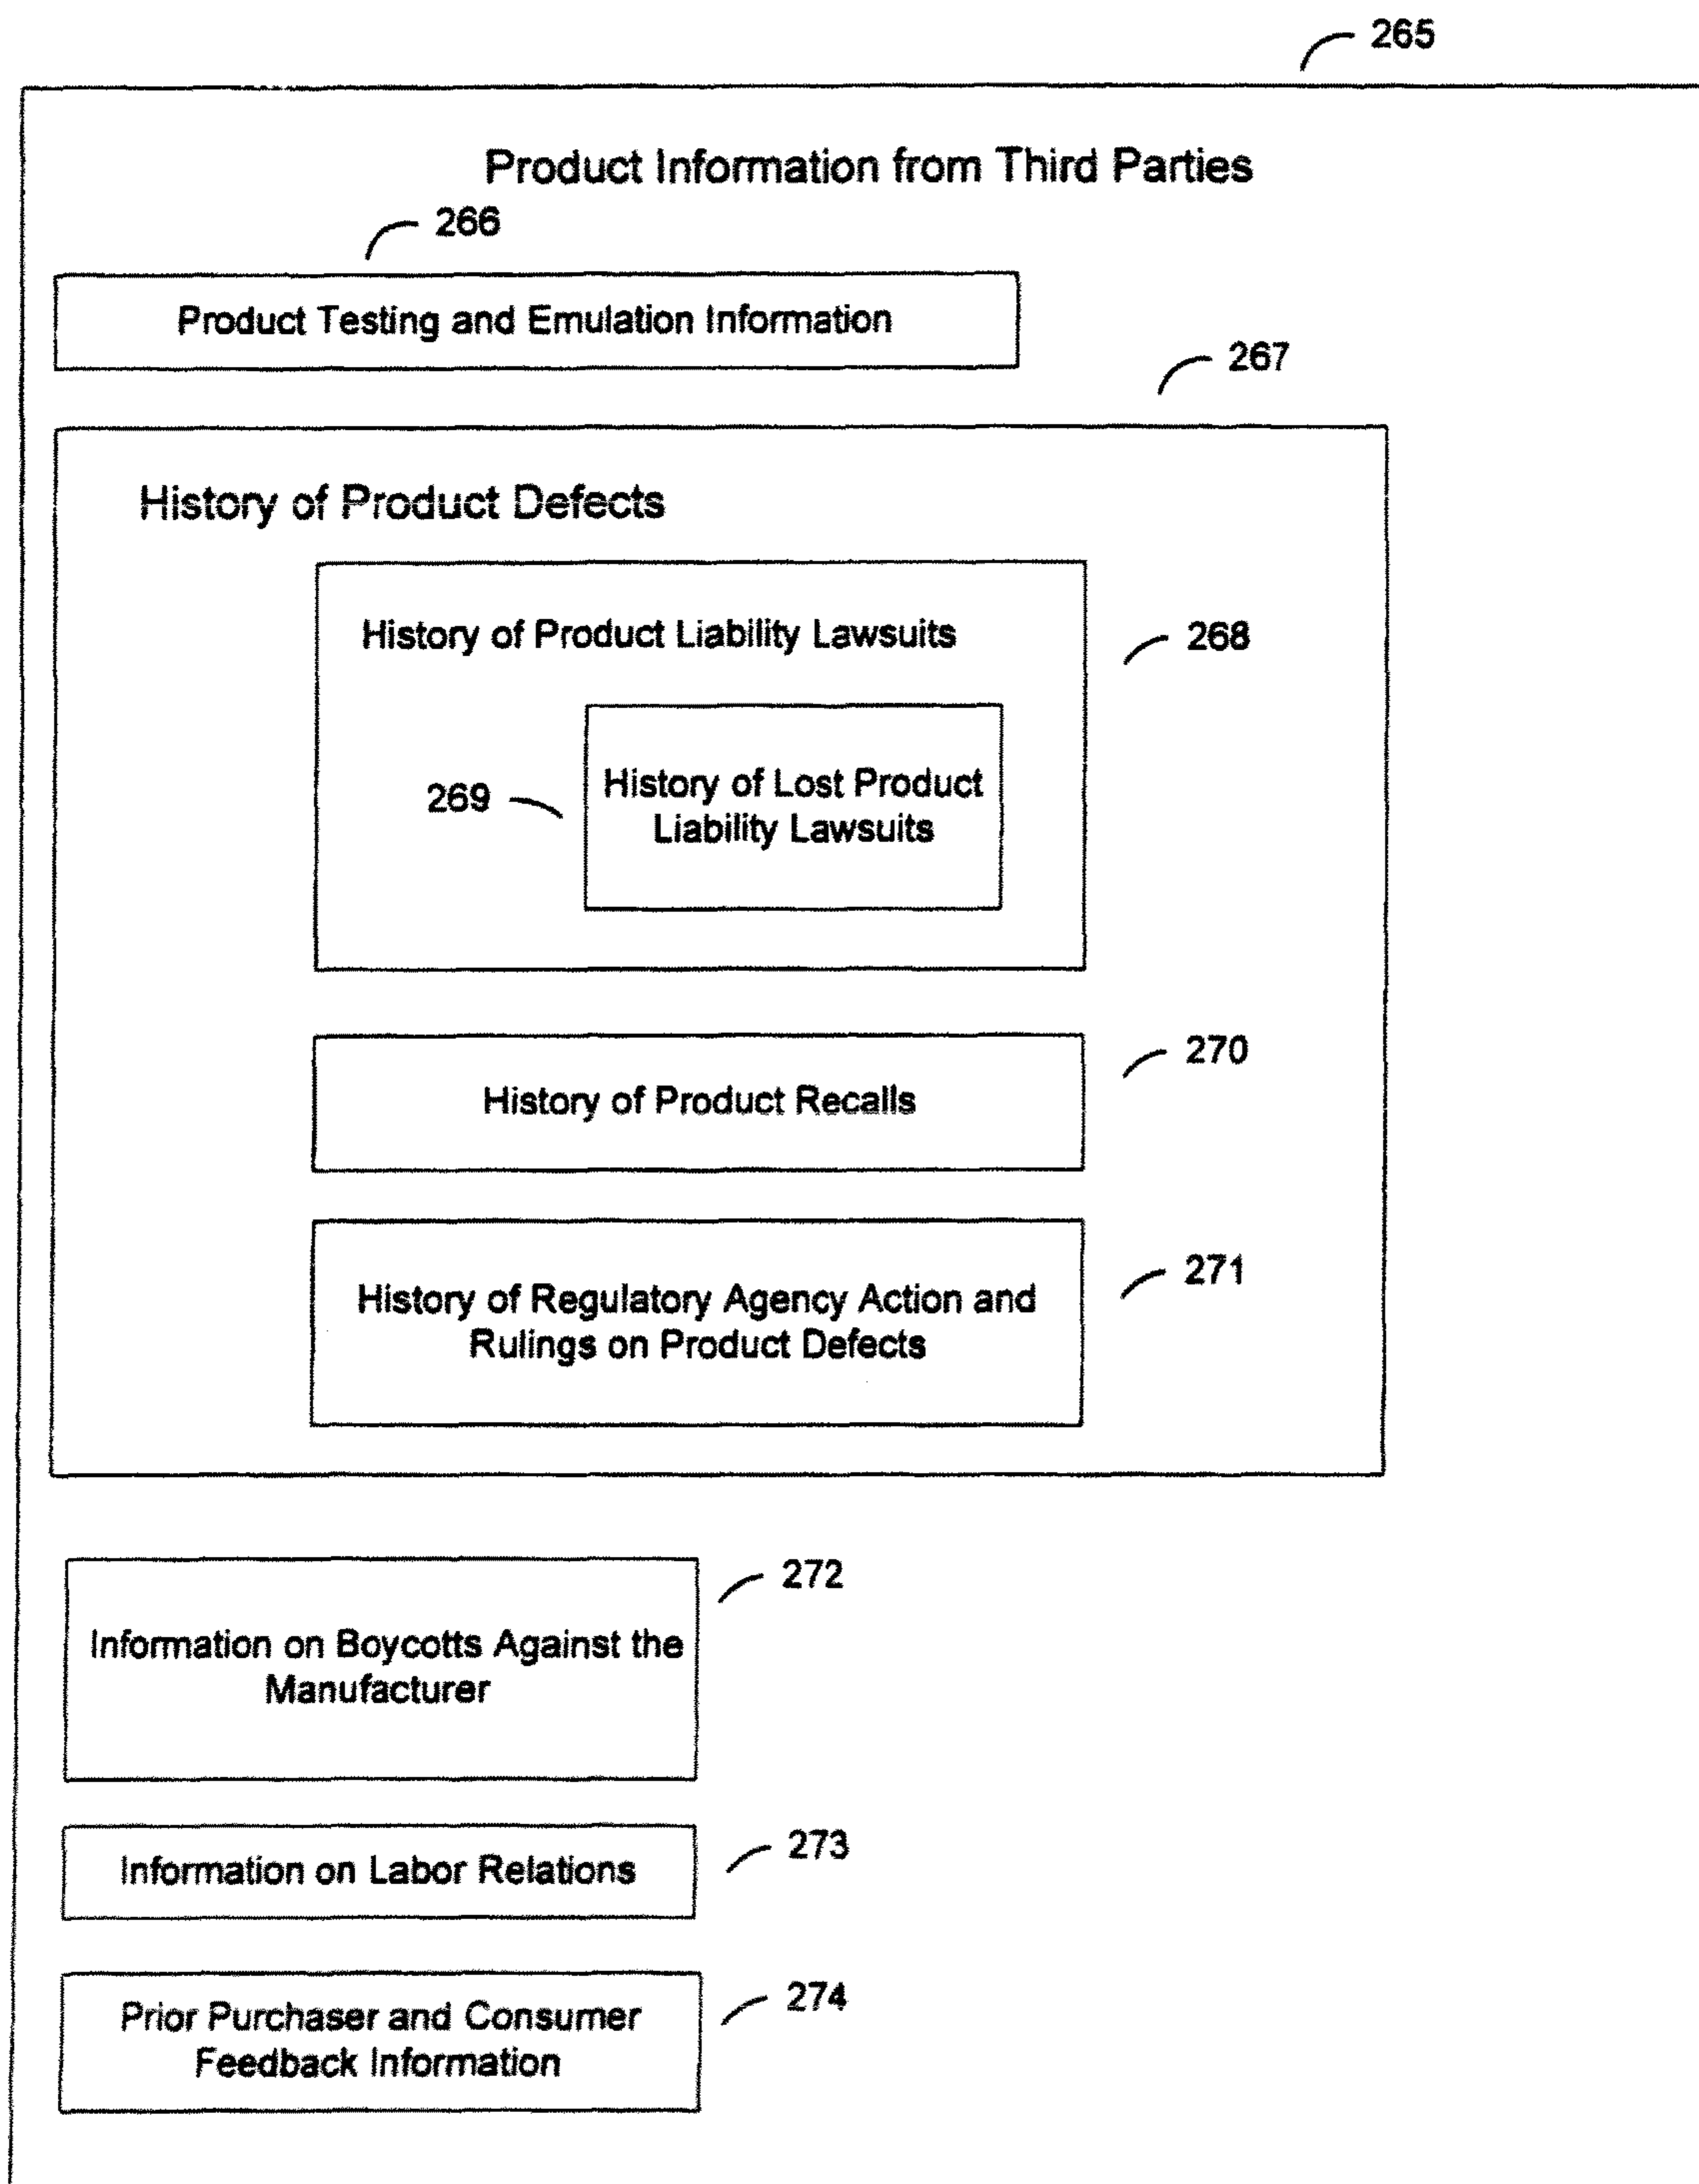 265
Product Information from Third Parties
266
Product Testing and Emulation Information
267
History of Product Defects
History of Product Liability Lawsuits
268
269
History of Lost Product
Liability Lawsuits
270
History of Product Recalls
271
History of Regulatory Agency Action and
Rulings on Product Defects
272
Information on Boycotts Against the
Manufacturer
273
Information on Labor Relations
274
Prior Purchaser and Consumer
Feedback Information